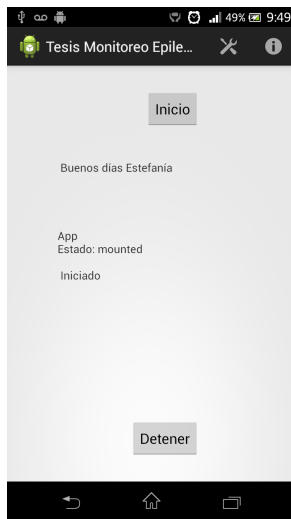 49% 9:49
Tesis Monitoreo Epile...
Inicio
Buenos días Estefanía
App
Estado: mounted
Iniciado
Detener